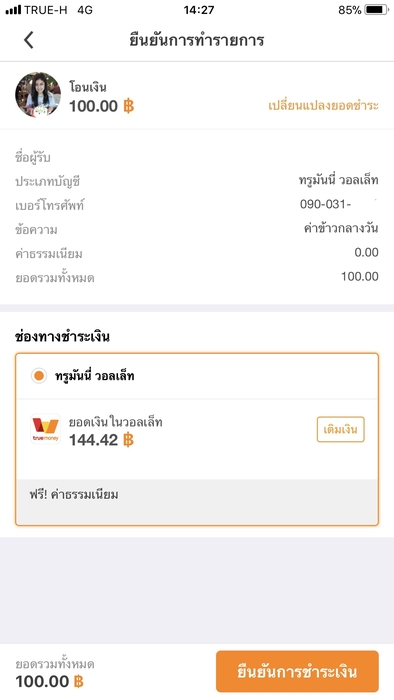 TRUE-H 4G 14:27 85%
ยืนยันการทำรายการ
โอนเงิน
100.00 ฿
เปลี่ยนแปลงยอดชำระ
ชื่อผู้รับ
ประเภทบัญชี ทรูมันนี่ วอลเล็ท
เบอร์โทรศัพท์ 090-031-
ข้อความ ค่าข้าวกลางวัน
ค่าธรรมเนียม 0.00
ยอดรวมทั้งหมด 100.00
ช่องทางชำระเงิน
ทรูมันนี่ วอลเล็ท
ยอดเงินในวอลเล็ท
144.42 ฿
truemoney
เติมเงิน
ฟรี! ค่าธรรมเนียม
ยอดรวมทั้งหมด
100.00 ฿
ยืนยันการชำระเงิน